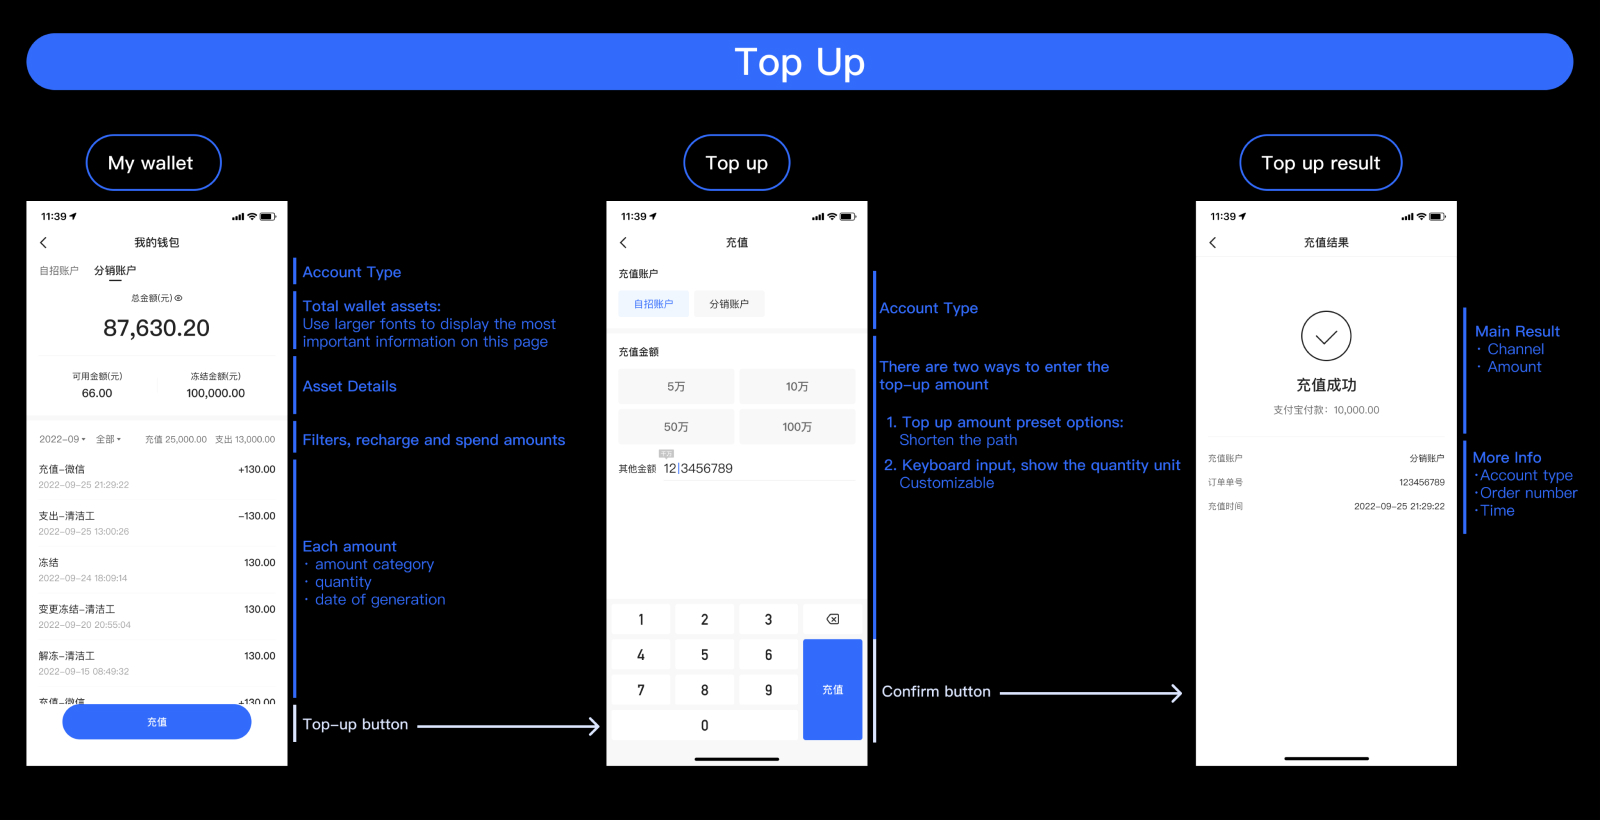 Top Up
My wallet
11:39
我的钱包
自招账户 分销账户
总金额(元)
87,630.20
可用金额(元) 冻结金额(元)
66.00 100,000.00
2022-09 全部 充值 25,000.00 支出 13,000.00
充值-微信 +130.00
2022-09-25 21:29:22
支出-清洁工 -130.00
2022-09-25 13:00:26
冻结 130.00
2022-09-24 18:09:14
变更冻结-清洁工 130.00
2022-09-20 20:55:04
解冻-清洁工 130.00
2022-09-15 08:49:32
充值-微信 +130.00
充值
Account Type
Total wallet assets:
Use larger fonts to display the most
important information on this page
Asset Details
Filters, recharge and spend amounts
Each amount
· amount category
· quantity
· date of generation
Top-up button
Top up
11:39
充值
充值账户
自招账户 分销账户
充值金额
5万 10万
50万 100万
其他金额 12 3456789
1 2 3
4 5 6
7 8 9
0
充值
Account Type
There are two ways to enter the
top-up amount
1. Top up amount preset options:
Shorten the path
2. Keyboard input, show the quantity unit
Customizable
Confirm button
Top up result
11:39
充值结果
充值成功
支付宝付款：10,000.00
充值账户 分销账户
订单单号 123456789
充值时间 2022-09-25 21:29:22
Main Result
· Channel
· Amount
More Info
·Account type
·Order number
·Time